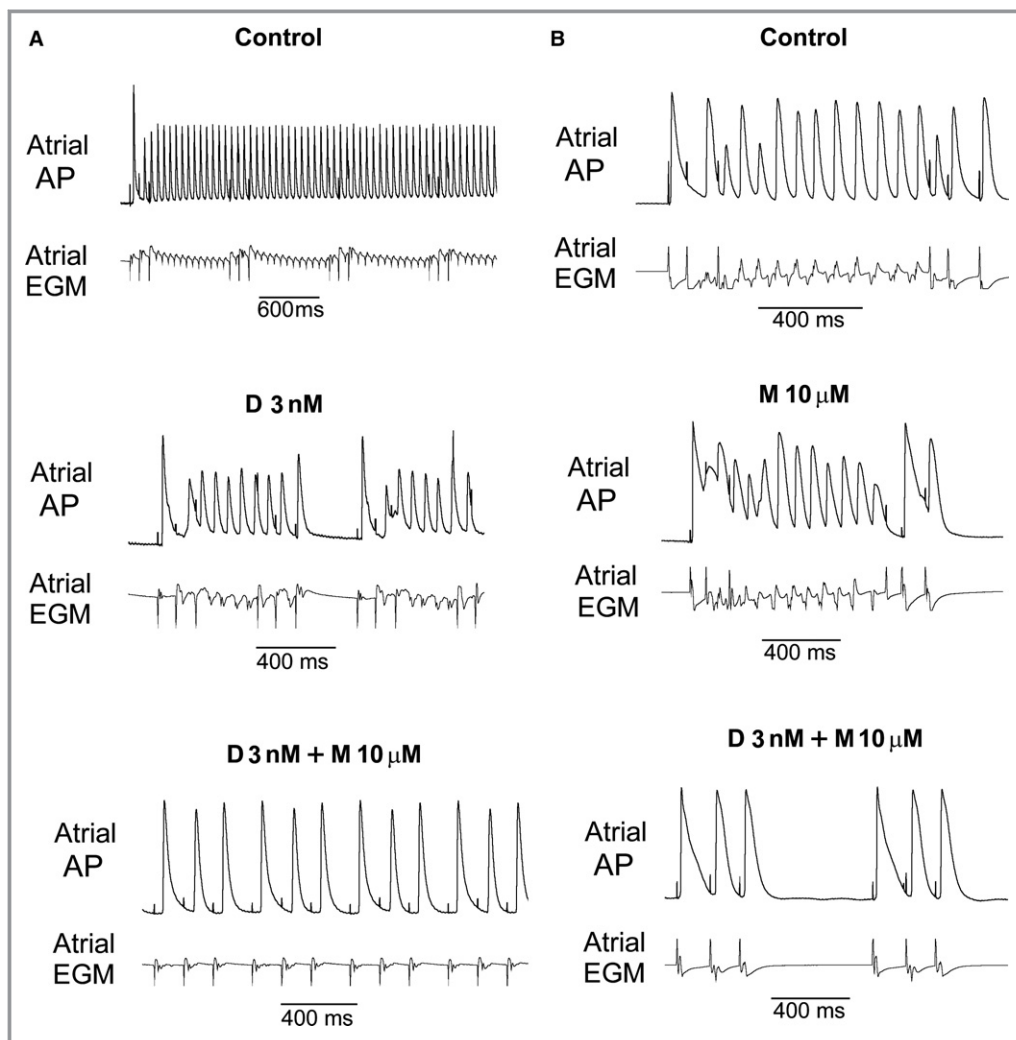 A
Control
Atrial
AP
Atrial
EGM
600ms
D 3 nM
Atrial
AP
Atrial
EGM
400 ms
D 3 nM + M 10 μM
Atrial
AP
Atrial
EGM
400 ms
B
Control
Atrial
AP
Atrial
EGM
400 ms
M 10 μM
Atrial
AP
Atrial
EGM
400 ms
D 3 nM + M 10 μM
Atrial
AP
Atrial
EGM
400 ms